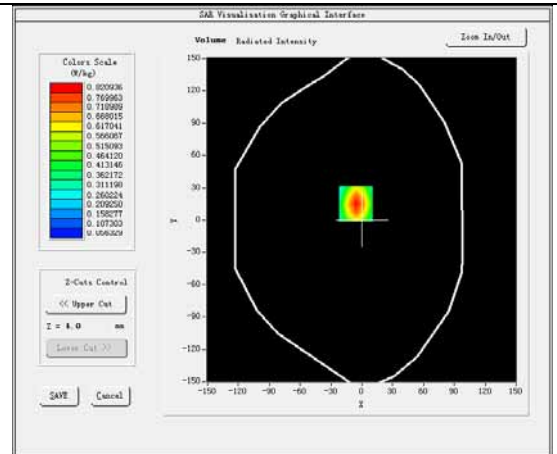 SAR Visualisation Graphical Interface
Volume Radiated Intensity
Zoom In/Out
Colors Scale
(W/kg)
0.820936
0.769963
0.718989
0.668015
0.617041
0.566067
0.515093
0.464120
0.413146
0.362172
0.311198
0.260224
0.209250
0.158277
0.107303
0.056329
150
120
90
60
30
0
-30
-60
-90
-120
-150
Y
-150 -120 -90 -60 -30 0 30 60 90 120 150
X
Z-Cuts Control
<< Upper Cut
Z = 4.0 mm
Lower Cut >>
SAVE
Cancel